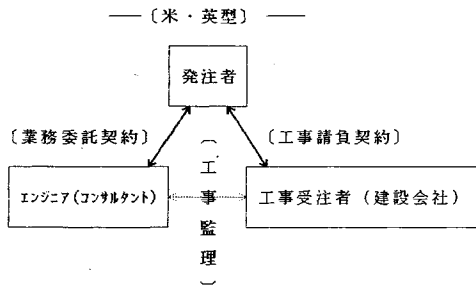 ── 〔米・英型〕 ──
発注者
〔業務委託契約〕
〔工事請負契約〕
エンジニア(コンサルタント)
〔工事監理〕
工事受注者（建設会社）